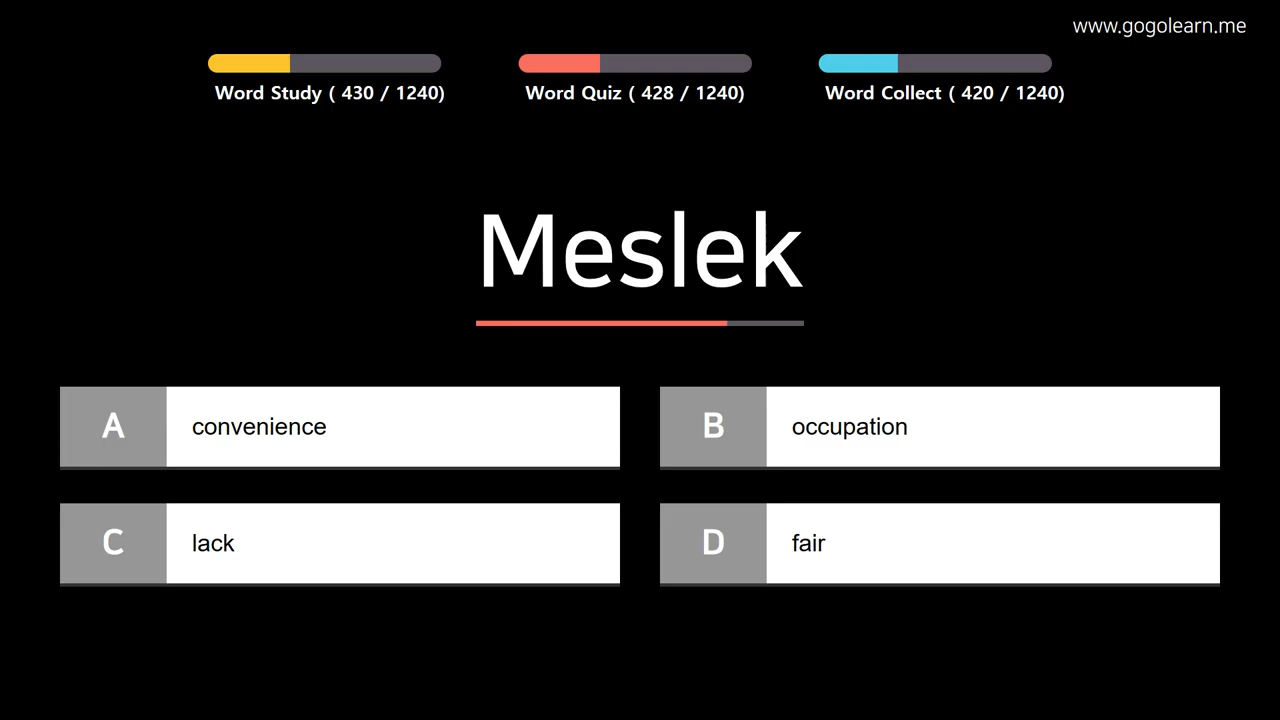 www.gogolearn.me
Word Study ( 430 / 1240)
Word Quiz ( 428 / 1240)
Word Collect ( 420 / 1240)
Meslek
A
convenience
B
occupation
C
lack
D
fair